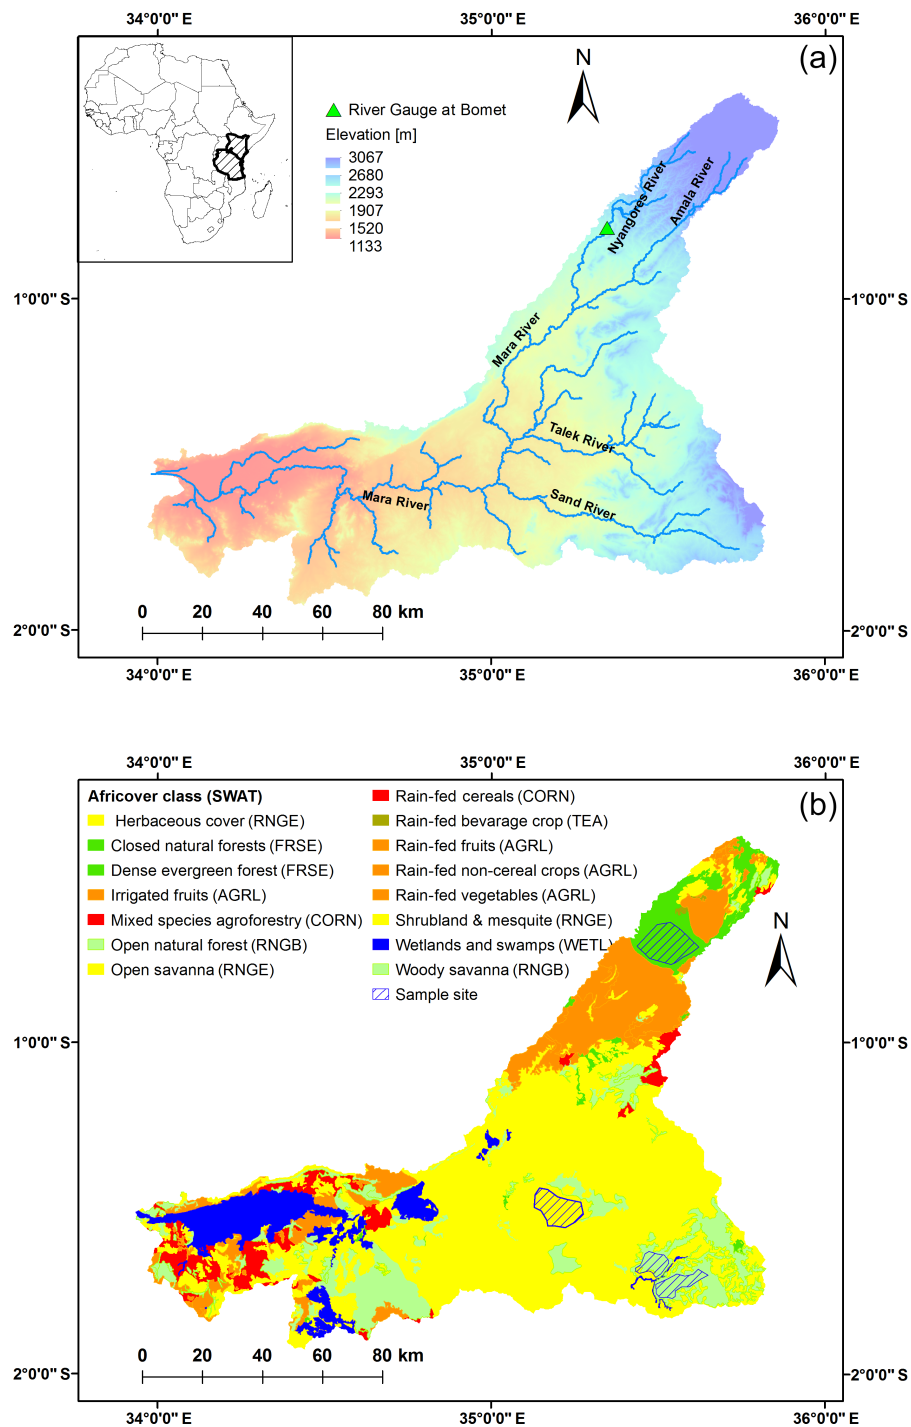 34°0'0" E 35°0'0" E 36°0'0" E
(a)
N
River Gauge at Bomet
Elevation [m]
3067
2680
2293
1907
1520
1133
Nyangores River
Amala River
Mara River
Talek River
Mara River
Sand River
1°0'0" S 1°0'0" S
0 20 40 60 80 km
2°0'0" S 2°0'0" S
34°0'0" E 35°0'0" E 36°0'0" E
34°0'0" E 35°0'0" E 36°0'0" E
(b)
Africover class (SWAT)
Herbaceous cover (RNGE)
Closed natural forests (FRSE)
Dense evergreen forest (FRSE)
Irrigated fruits (AGRL)
Mixed species agroforestry (CORN)
Open natural forest (RNGB)
Open savanna (RNGE)
Rain-fed cereals (CORN)
Rain-fed bevarage crop (TEA)
Rain-fed fruits (AGRL)
Rain-fed non-cereal crops (AGRL)
Rain-fed vegetables (AGRL)
Shrubland & mesquite (RNGE)
Wetlands and swamps (WETL)
Woody savanna (RNGB)
Sample site
N
1°0'0" S 1°0'0" S
0 20 40 60 80 km
2°0'0" S 2°0'0" S
34°0'0" E 35°0'0" E 36°0'0" E